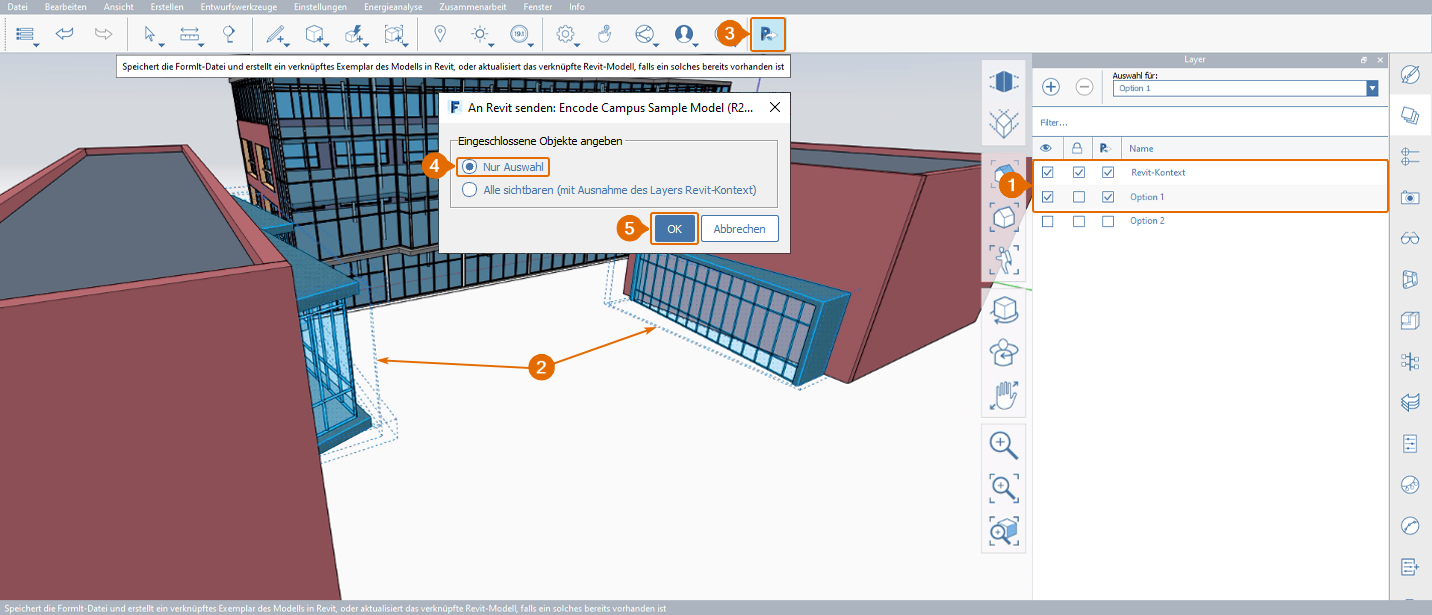 Datei Bearbeiten Ansicht Erstellen Entwurfswerkzeuge Einstellungen Energieanalyse Zusammenarbeit Fenster Info
19.1
3
Speichert die FormIt-Datei und erstellt ein verknüpftes Exemplar des Modells in Revit, oder aktualisiert das verknüpfte Revit-Modell, falls ein solches bereits vorhanden ist
An Revit senden: Encode Campus Sample Model (R2...
Eingeschlossene Objekte angeben
4
Nur Auswahl
Alle sichtbaren (mit Ausnahme des Layers Revit-Kontext)
5
OK
Abbrechen
2
Layer
Auswahl für:
Option 1
Filter...
Name
1
Revit-Kontext
Option 1
Option 2
Speichert die FormIt-Datei und erstellt ein verknüpftes Exemplar des Modells in Revit, oder aktualisiert das verknüpfte Revit-Modell, falls ein solches bereits vorhanden ist